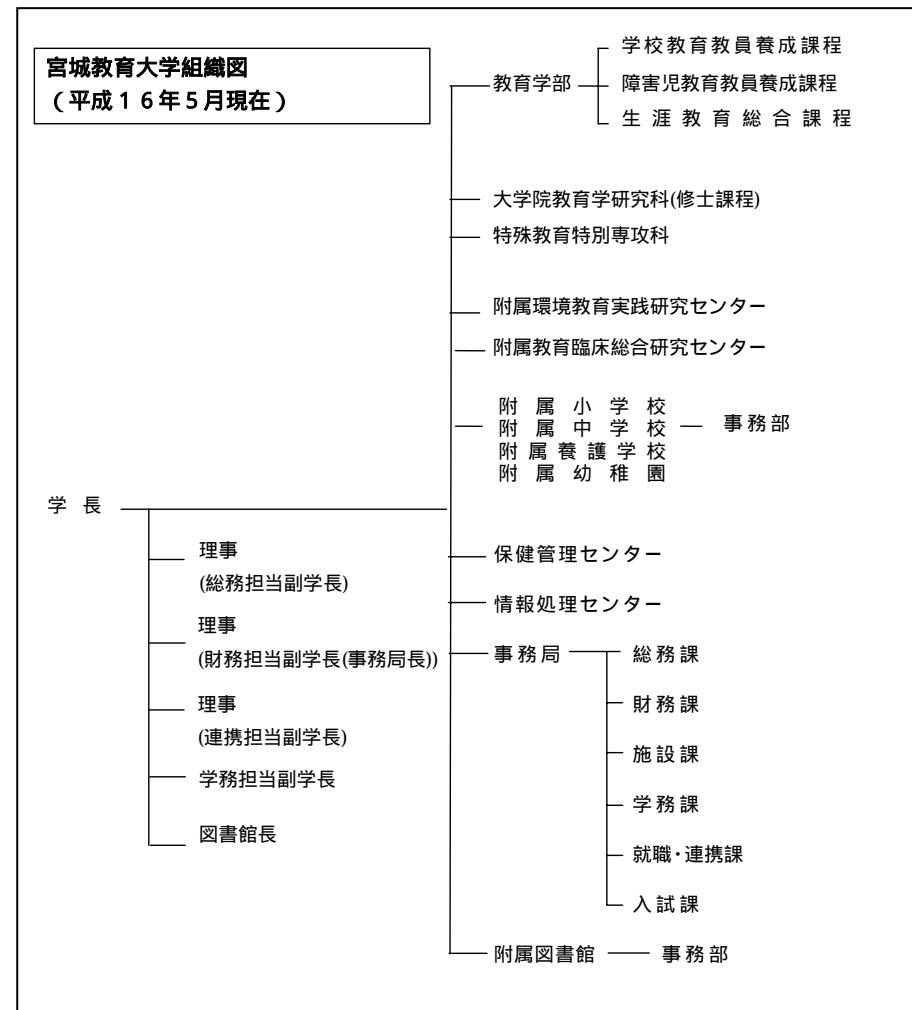 宮城教育大学組織図
(平成16年5月現在)
教育学部
学校教育教員養成課程
障害児教育教員養成課程
生涯教育総合課程
大学院教育学研究科(修士課程)
特殊教育特別専攻科
附属環境教育実践研究センター
附属教育臨床総合研究センター
附属小学校
附属中学校
附属養護学校
附属幼稚園
事務部
学長
理事
(総務担当副学長)
理事
(財務担当副学長(事務局長))
理事
(連携担当副学長)
学務担当副学長
図書館長
保健管理センター
情報処理センター
事務局
総務課
財務課
施設課
学務課
就職・連携課
入試課
附属図書館
事務部